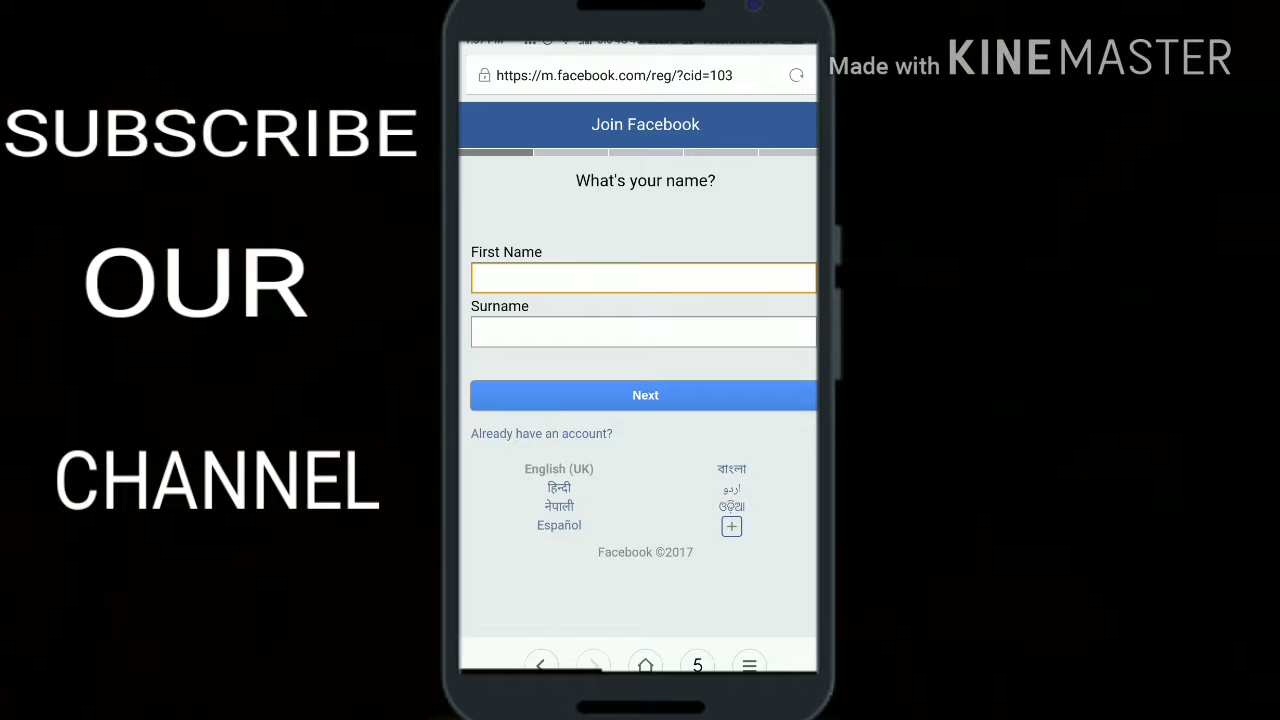 SUBSCRIBE
OUR
CHANNEL
Made with KINEMASTER
https://m.facebook.com/reg/?cid=103
Join Facebook
What's your name?
First Name
Surname
Next
Already have an account?
English (UK) বাংলা
हिन्दी اردو
नेपाली ଓଡ଼ିଆ
Español +
Facebook ©2017
5